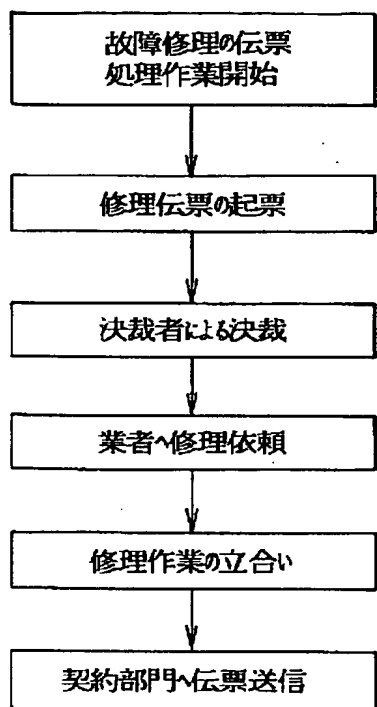 故障修理の伝票
処理作業開始
修理伝票の起票
決裁者による決裁
業者へ修理依頼
修理作業の立合い
契約部門へ伝票送信